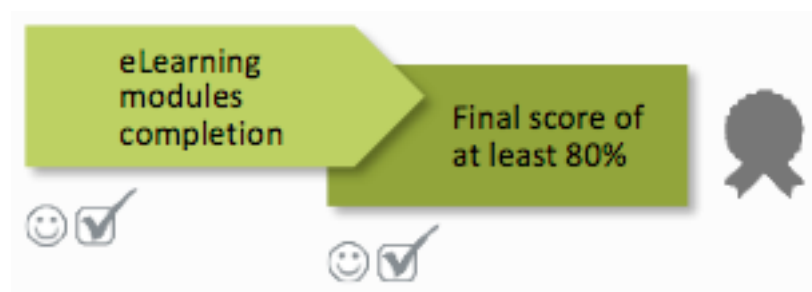 eLearning
modules
completion
Final score of
at least 80%